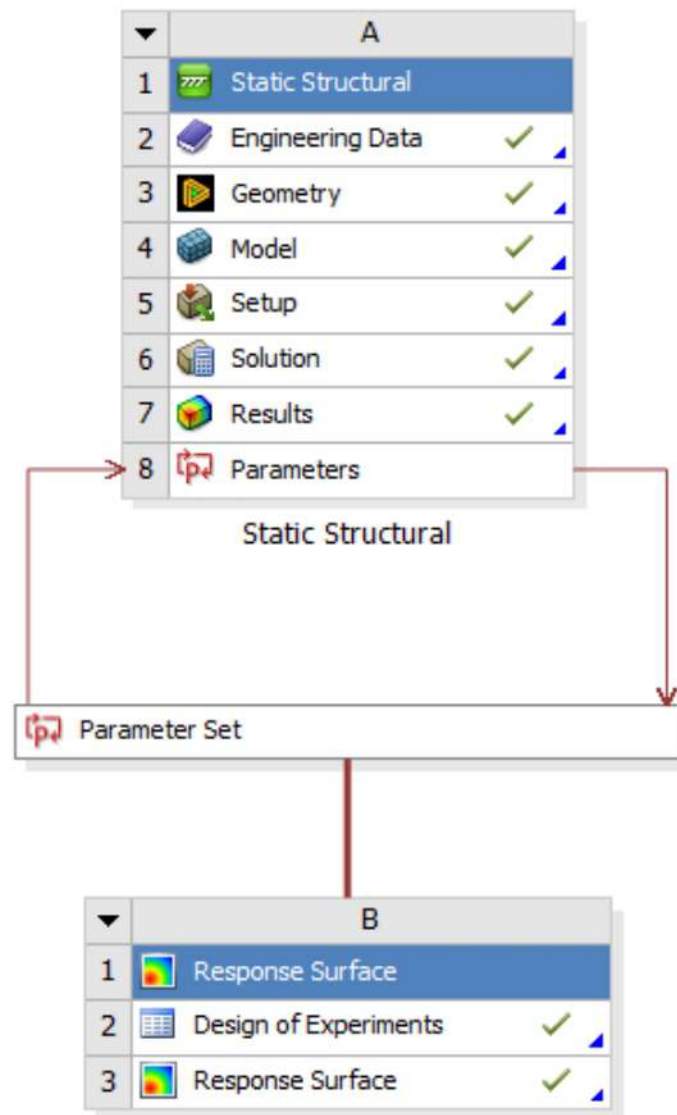 A
1 Static Structural
2 Engineering Data
3 Geometry
4 Model
5 Setup
6 Solution
7 Results
8 Parameters
Static Structural
Parameter Set
B
1 Response Surface
2 Design of Experiments
3 Response Surface